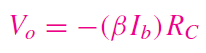 V_o = −(βI_b)R_C